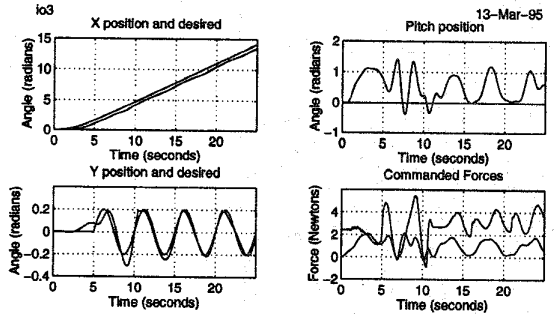 io3
13-Mar-95
X position and desired
Angle (radians)
15
10
5
0
0 5 10 15 20
Time (seconds)
Pitch position
Angle (radians)
2
1
0
-1
0 5 10 15 20
Time (seconds)
Y position and desired
Angle (radians)
0.2
0
-0.2
-0.4
0 5 10 15 20
Time (seconds)
Commanded Forces
Force (Newtons)
4
2
0
-2
0 5 10 15 20
Time (seconds)